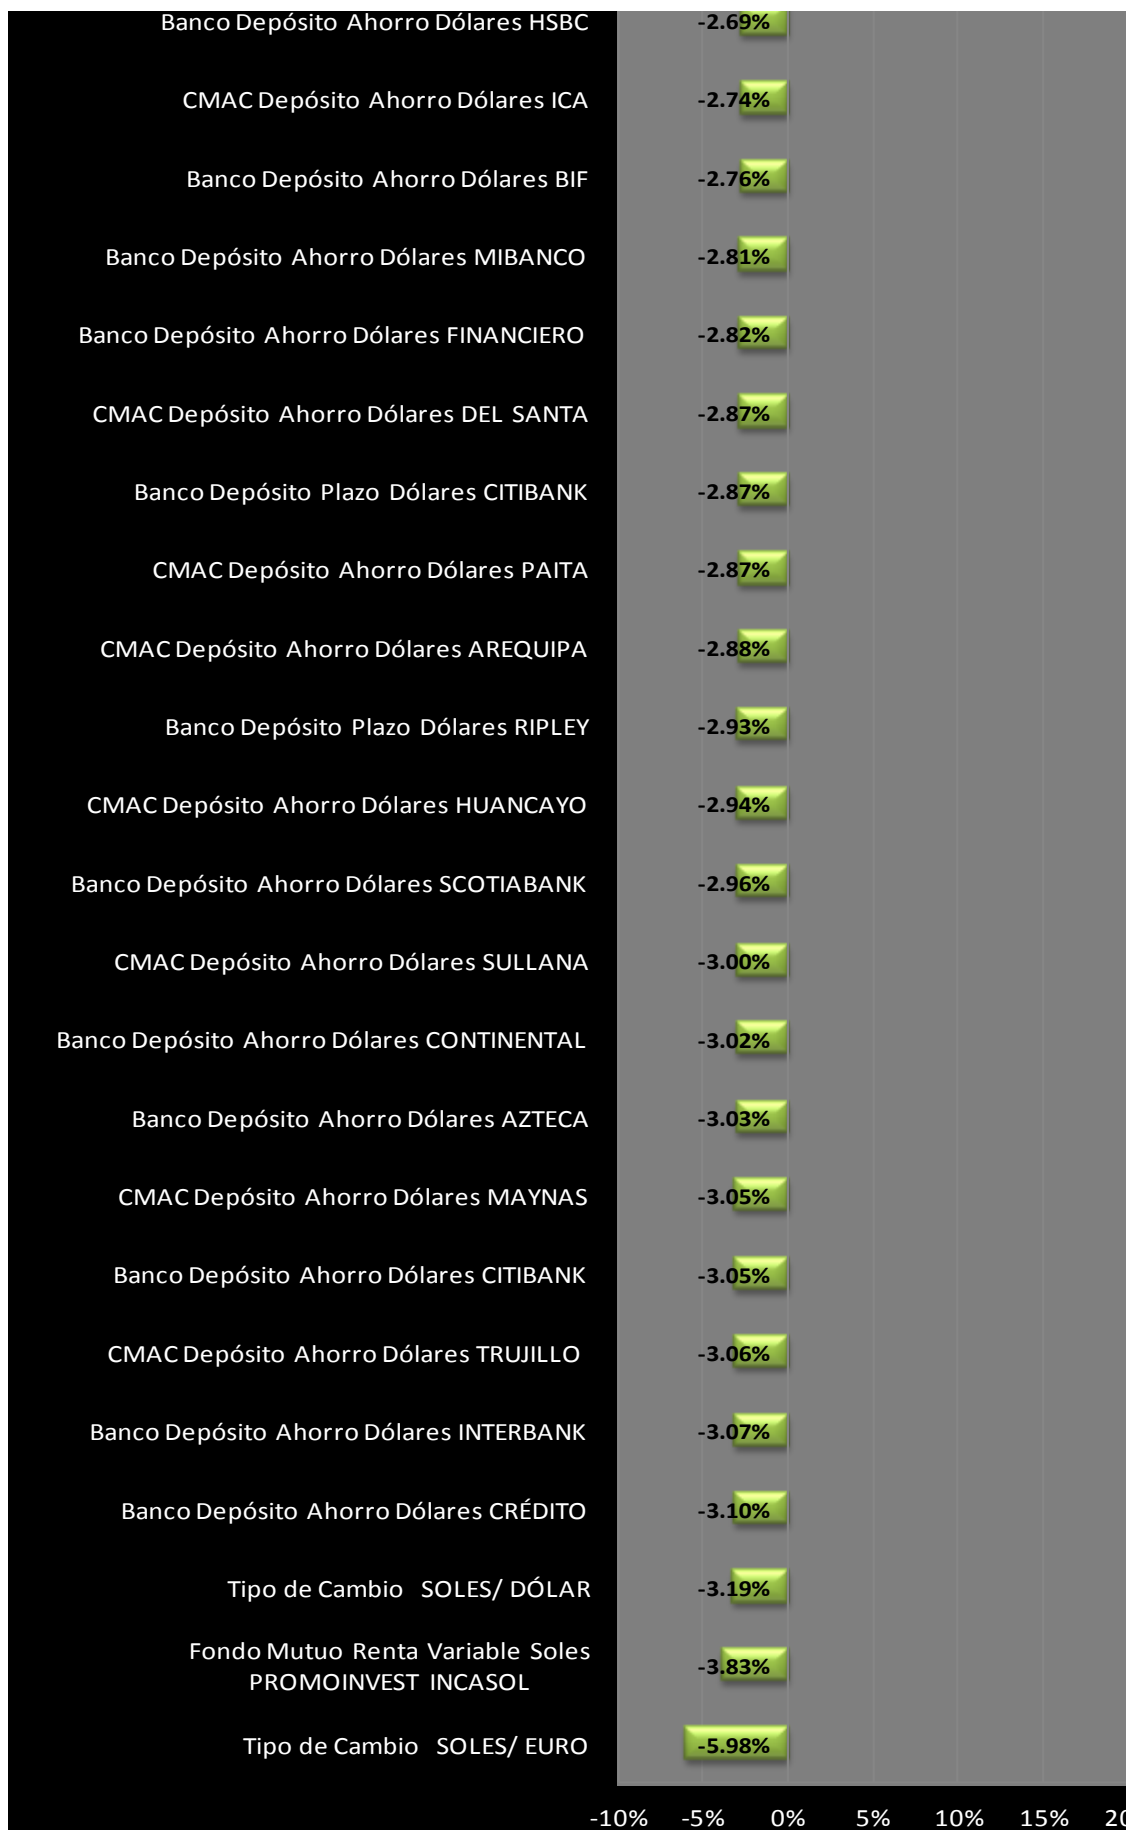 Banco Depósito Ahorro Dólares HSBC -2.69%
CMAC Depósito Ahorro Dólares ICA -2.74%
Banco Depósito Ahorro Dólares BIF -2.76%
Banco Depósito Ahorro Dólares MIBANCO -2.81%
Banco Depósito Ahorro Dólares FINANCIERO -2.82%
CMAC Depósito Ahorro Dólares DEL SANTA -2.87%
Banco Depósito Plazo Dólares CITIBANK -2.87%
CMAC Depósito Ahorro Dólares PAITA -2.87%
CMAC Depósito Ahorro Dólares AREQUIPA -2.88%
Banco Depósito Plazo Dólares RIPLEY -2.93%
CMAC Depósito Ahorro Dólares HUANCAYO -2.94%
Banco Depósito Ahorro Dólares SCOTIABANK -2.96%
CMAC Depósito Ahorro Dólares SULLANA -3.00%
Banco Depósito Ahorro Dólares CONTINENTAL -3.02%
Banco Depósito Ahorro Dólares AZTECA -3.03%
CMAC Depósito Ahorro Dólares MAYNAS -3.05%
Banco Depósito Ahorro Dólares CITIBANK -3.05%
CMAC Depósito Ahorro Dólares TRUJILLO -3.06%
Banco Depósito Ahorro Dólares INTERBANK -3.07%
Banco Depósito Ahorro Dólares CRÉDITO -3.10%
Tipo de Cambio SOLES/ DÓLAR -3.19%
Fondo Mutuo Renta Variable Soles
PROMOINVEST INCASOL -3.83%
Tipo de Cambio SOLES/ EURO -5.98%
-10% -5% 0% 5% 10% 15%